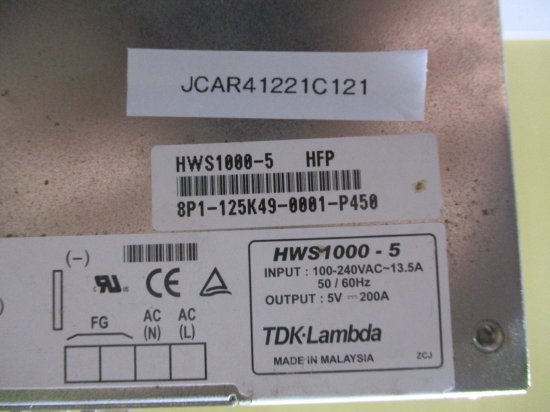 JCAR41221C121
HWS1000-5 HFP
8P1-125K49-0001-P450
(-)
FG
AC (N)
AC (L)
HWS1000-5
INPUT : 100-240VAC~13.5A
50 / 60Hz
OUTPUT : 5V ⎓ 200A
TDK·Lambda
MADE IN MALAYSIA
ZCJ